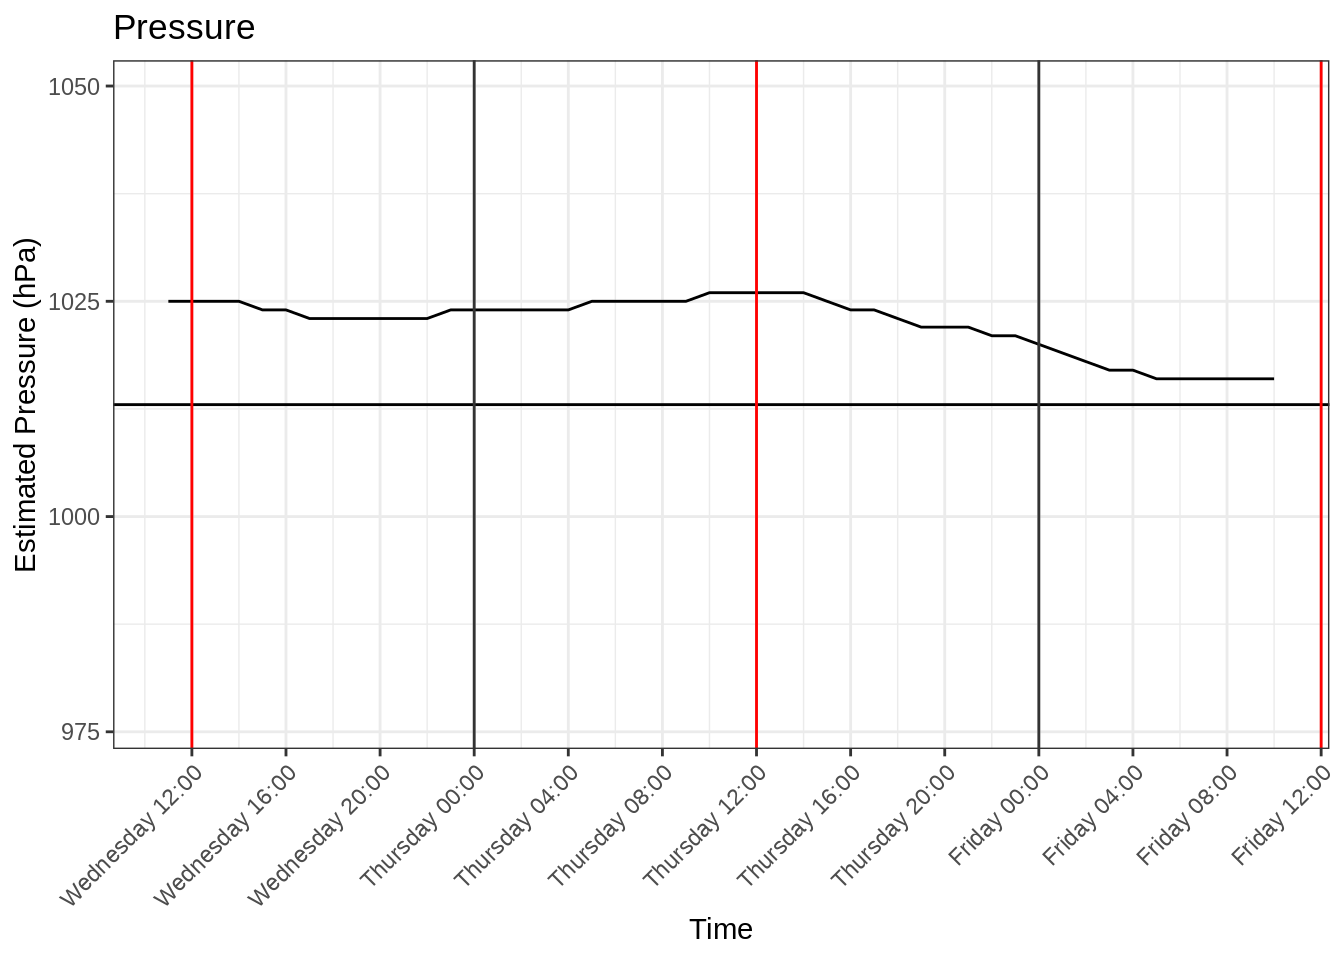 Pressure
Estimated Pressure (hPa)
1050
1025
1000
975
Wednesday 12:00
Wednesday 16:00
Wednesday 20:00
Thursday 00:00
Thursday 04:00
Thursday 08:00
Thursday 12:00
Thursday 16:00
Thursday 20:00
Friday 00:00
Friday 04:00
Friday 08:00
Friday 12:00
Time